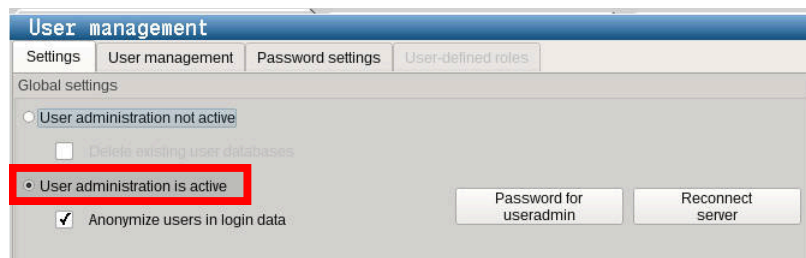 User management
Settings User management Password settings User-defined roles
Global settings
User administration not active
Delete existing user databases
User administration is active
Password for useradmin
Reconnect server
Anonymize users in login data